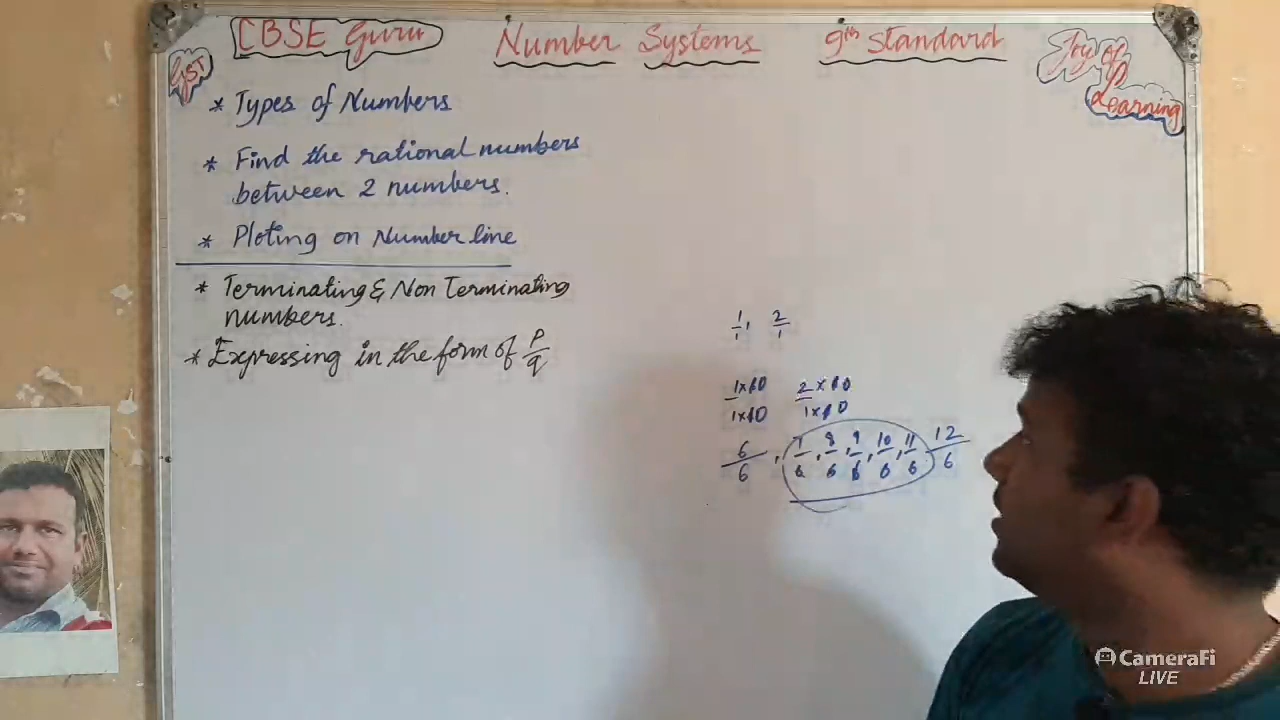 CBSE Guru
Number Systems
9th Standard
GST
Joy of
Learning
* Types of Numbers
* Find the rational numbers
between 2 numbers.
* Ploting on Number line
* Terminating & Non Terminating
numbers.
* Expressing in the form of P/q
1/1, 2/1
6/6, 7/6, 8/6, 9/6, 10/6, 11/6 12/6
CameraFi
LIVE